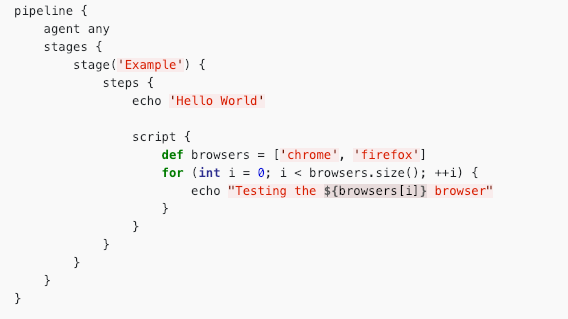 pipeline {
    agent any
    stages {
        stage('Example') {
            steps {
                echo 'Hello World'

                script {
                    def browsers = ['chrome', 'firefox']
                    for (int i = 0; i < browsers.size(); ++i) {
                        echo "Testing the ${browsers[i]} browser"
                    }
                }
            }
        }
    }
}